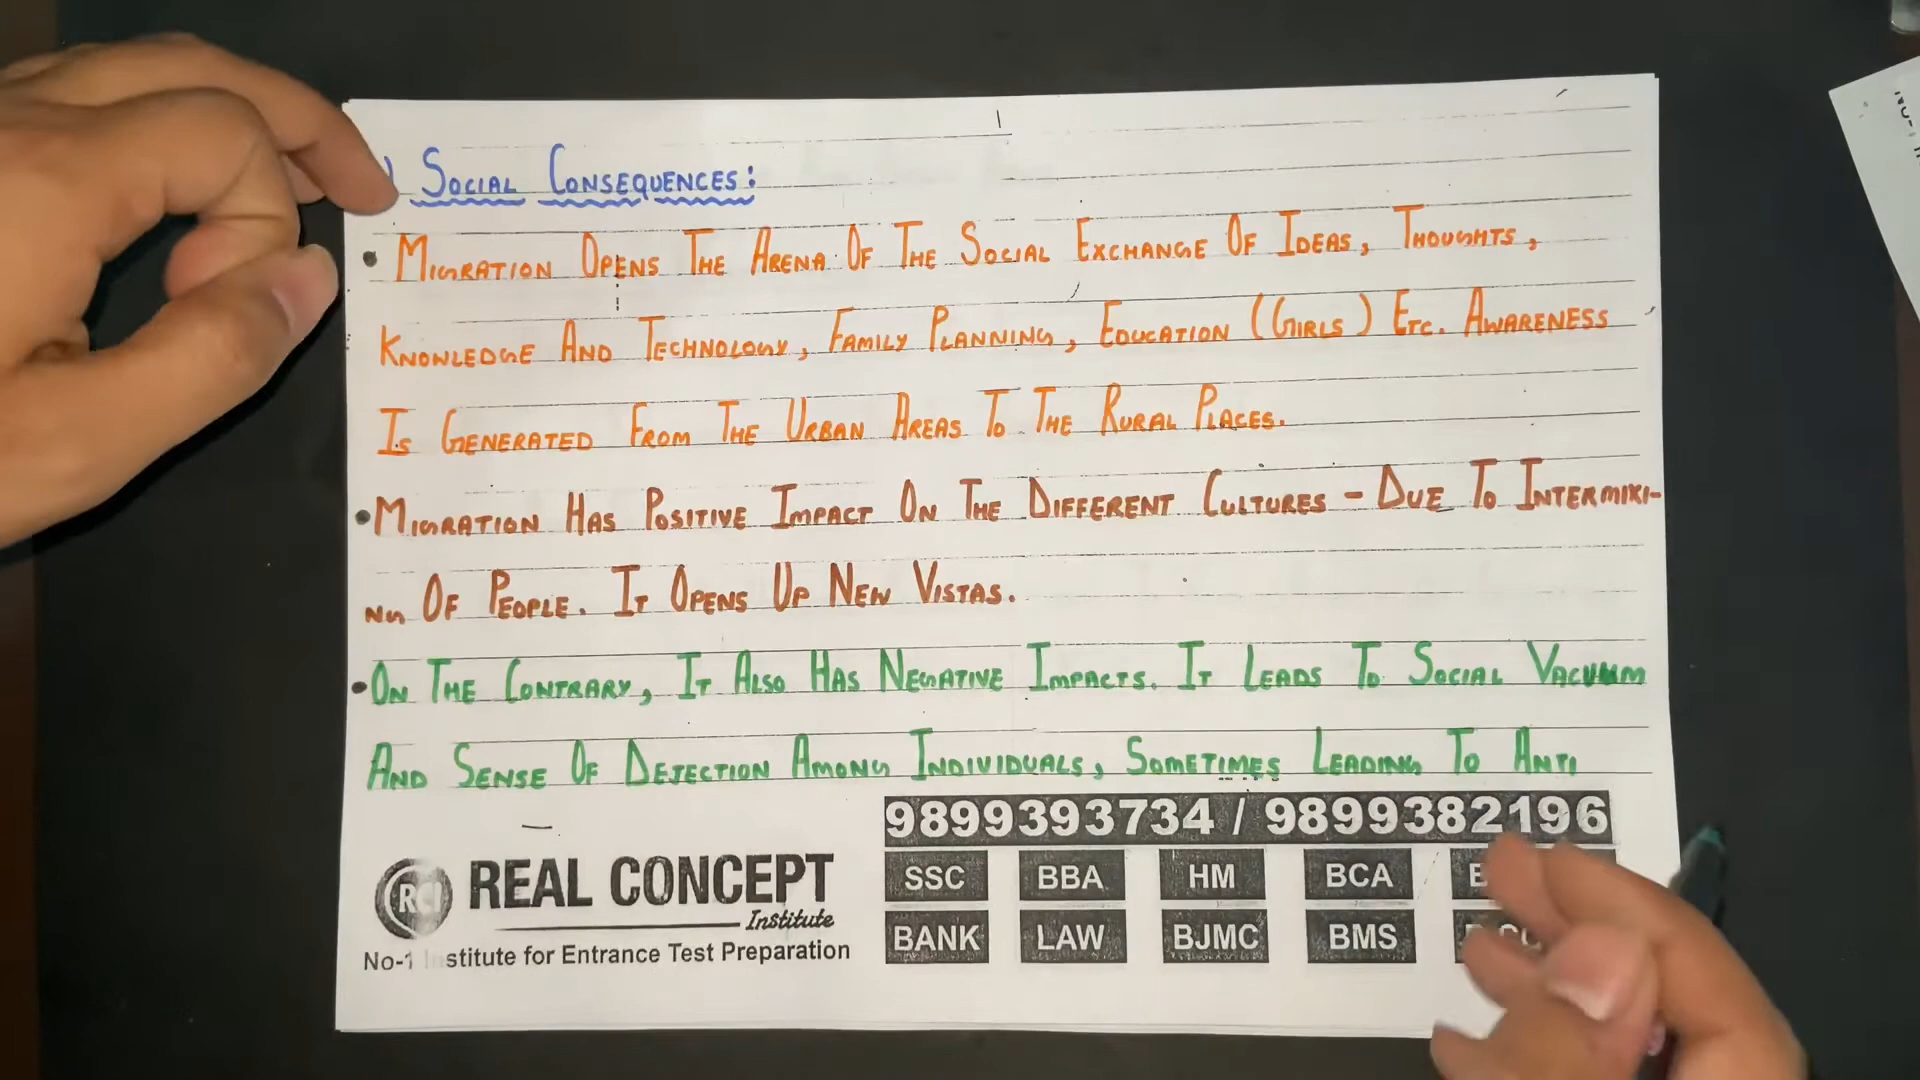 ) Social Consequences:
• Migration Opens The Arena Of The Social Exchange Of Ideas, Thoughts,
Knowledge And Technology, Family Planning, Education (Girls) Etc. Awareness
Is Generated From The Urban Areas To The Rural Places.
• Migration Has Positive Impact On The Different Cultures - Due To Intermixi-
ng Of People. It Opens Up New Vistas.
• On The Contrary, It Also Has Negative Impacts. It Leads To Social Vacuum
And Sense Of Dejection Among Individuals, Sometimes Leading To Anti
9899393734 / 9899382196
RCI REAL CONCEPT
Institute
No-1 Institute for Entrance Test Preparation
SSC BBA HM BCA
BANK LAW BJMC BMS